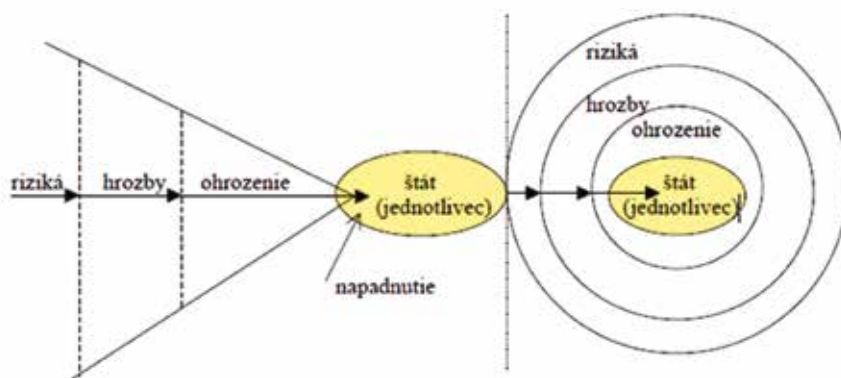 riziká
hrozby
ohrozenie
štát
(jednotlivec)
napadnutie
riziká
hrozby
ohrozenie
štát
(jednotlivec)